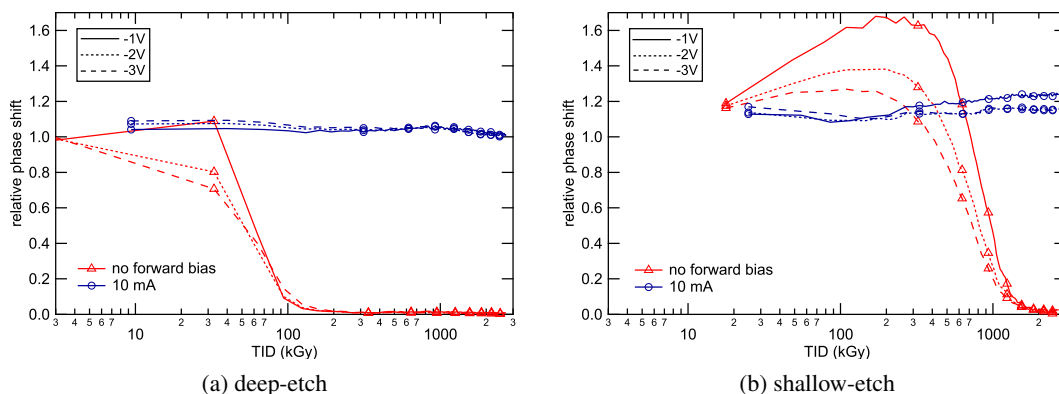 1.6
1.4
1.2
1.0
0.8
0.6
0.4
0.2
0.0
relative phase shift
-1V
-2V
-3V
no forward bias
10 mA
3 4 5 6 7 10 2 3 4 5 6 7 100 2 3 4 5 6 7 1000 2 3
TID (kGy)
(a) deep-etch
1.6
1.4
1.2
1.0
0.8
0.6
0.4
0.2
0.0
relative phase shift
-1V
-2V
-3V
no forward bias
10 mA
3 4 5 6 7 10 2 3 4 5 6 7 100 2 3 4 5 6 7 1000 2
TID (kGy)
(b) shallow-etch